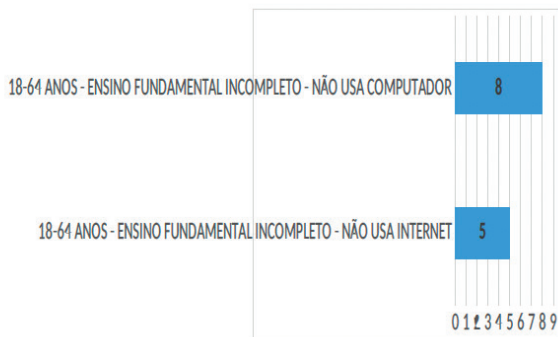 18-64 ANOS - ENSINO FUNDAMENTAL INCOMPLETO - NÃO USA COMPUTADOR 8
18-64 ANOS - ENSINO FUNDAMENTAL INCOMPLETO - NÃO USA INTERNET 5
0 1 2 3 4 5 6 7 8 9